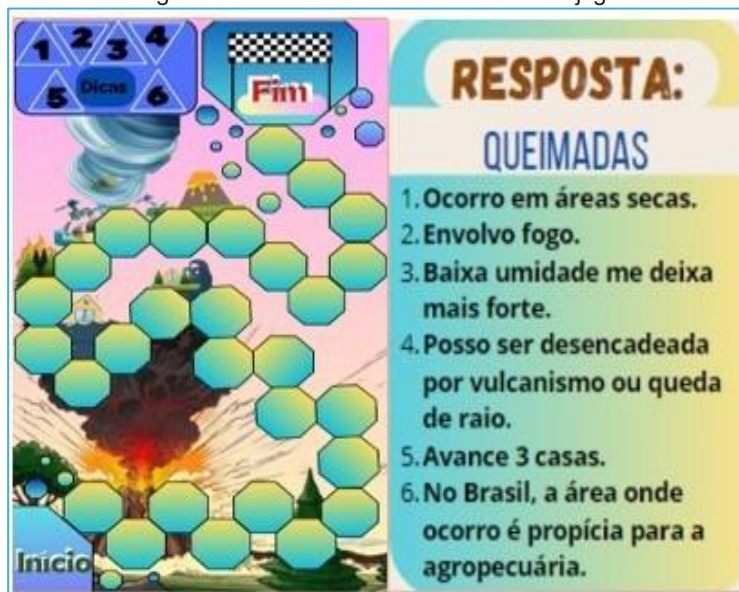 1 2 3 4
5 Dicas 6
Fim
Início
RESPOSTA:
QUEIMADAS
1. Ocorro em áreas secas.
2. Envolvo fogo.
3. Baixa umidade me deixa
mais forte.
4. Posso ser desencadeada
por vulcanismo ou queda
de raio.
5. Avance 3 casas.
6. No Brasil, a área onde
ocorro é propícia para a
agropecuária.